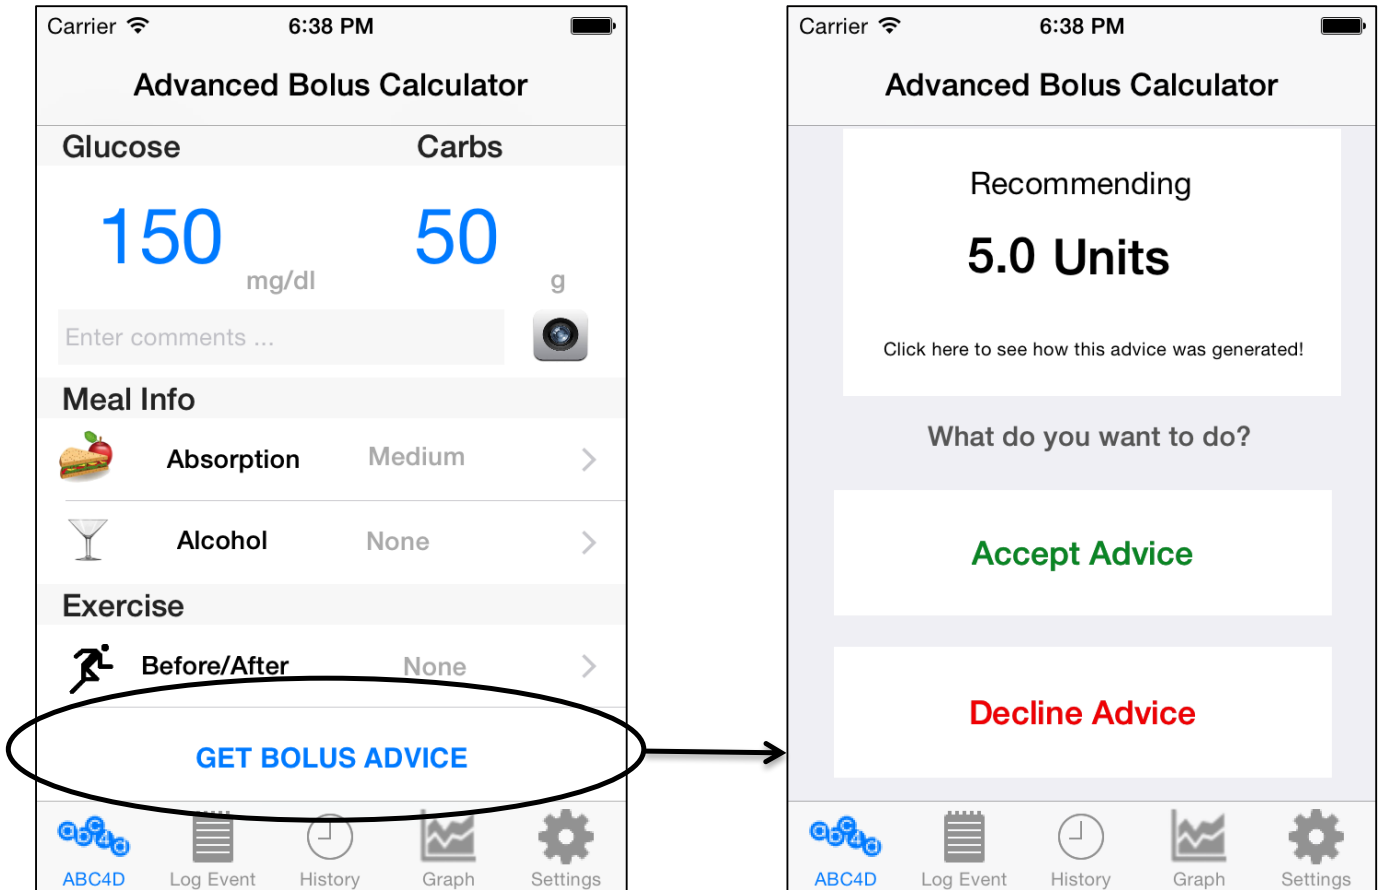 Carrier 6:38 PM
Advanced Bolus Calculator
Glucose Carbs
150 mg/dl 50 g
Enter comments ...
Meal Info
Absorption Medium
Alcohol None
Exercise
Before/After None
GET BOLUS ADVICE
abc4d
ABC4D Log Event History Graph Settings
Carrier 6:38 PM
Advanced Bolus Calculator
Recommending
5.0 Units
Click here to see how this advice was generated!
What do you want to do?
Accept Advice
Decline Advice
abc4d
ABC4D Log Event History Graph Settings